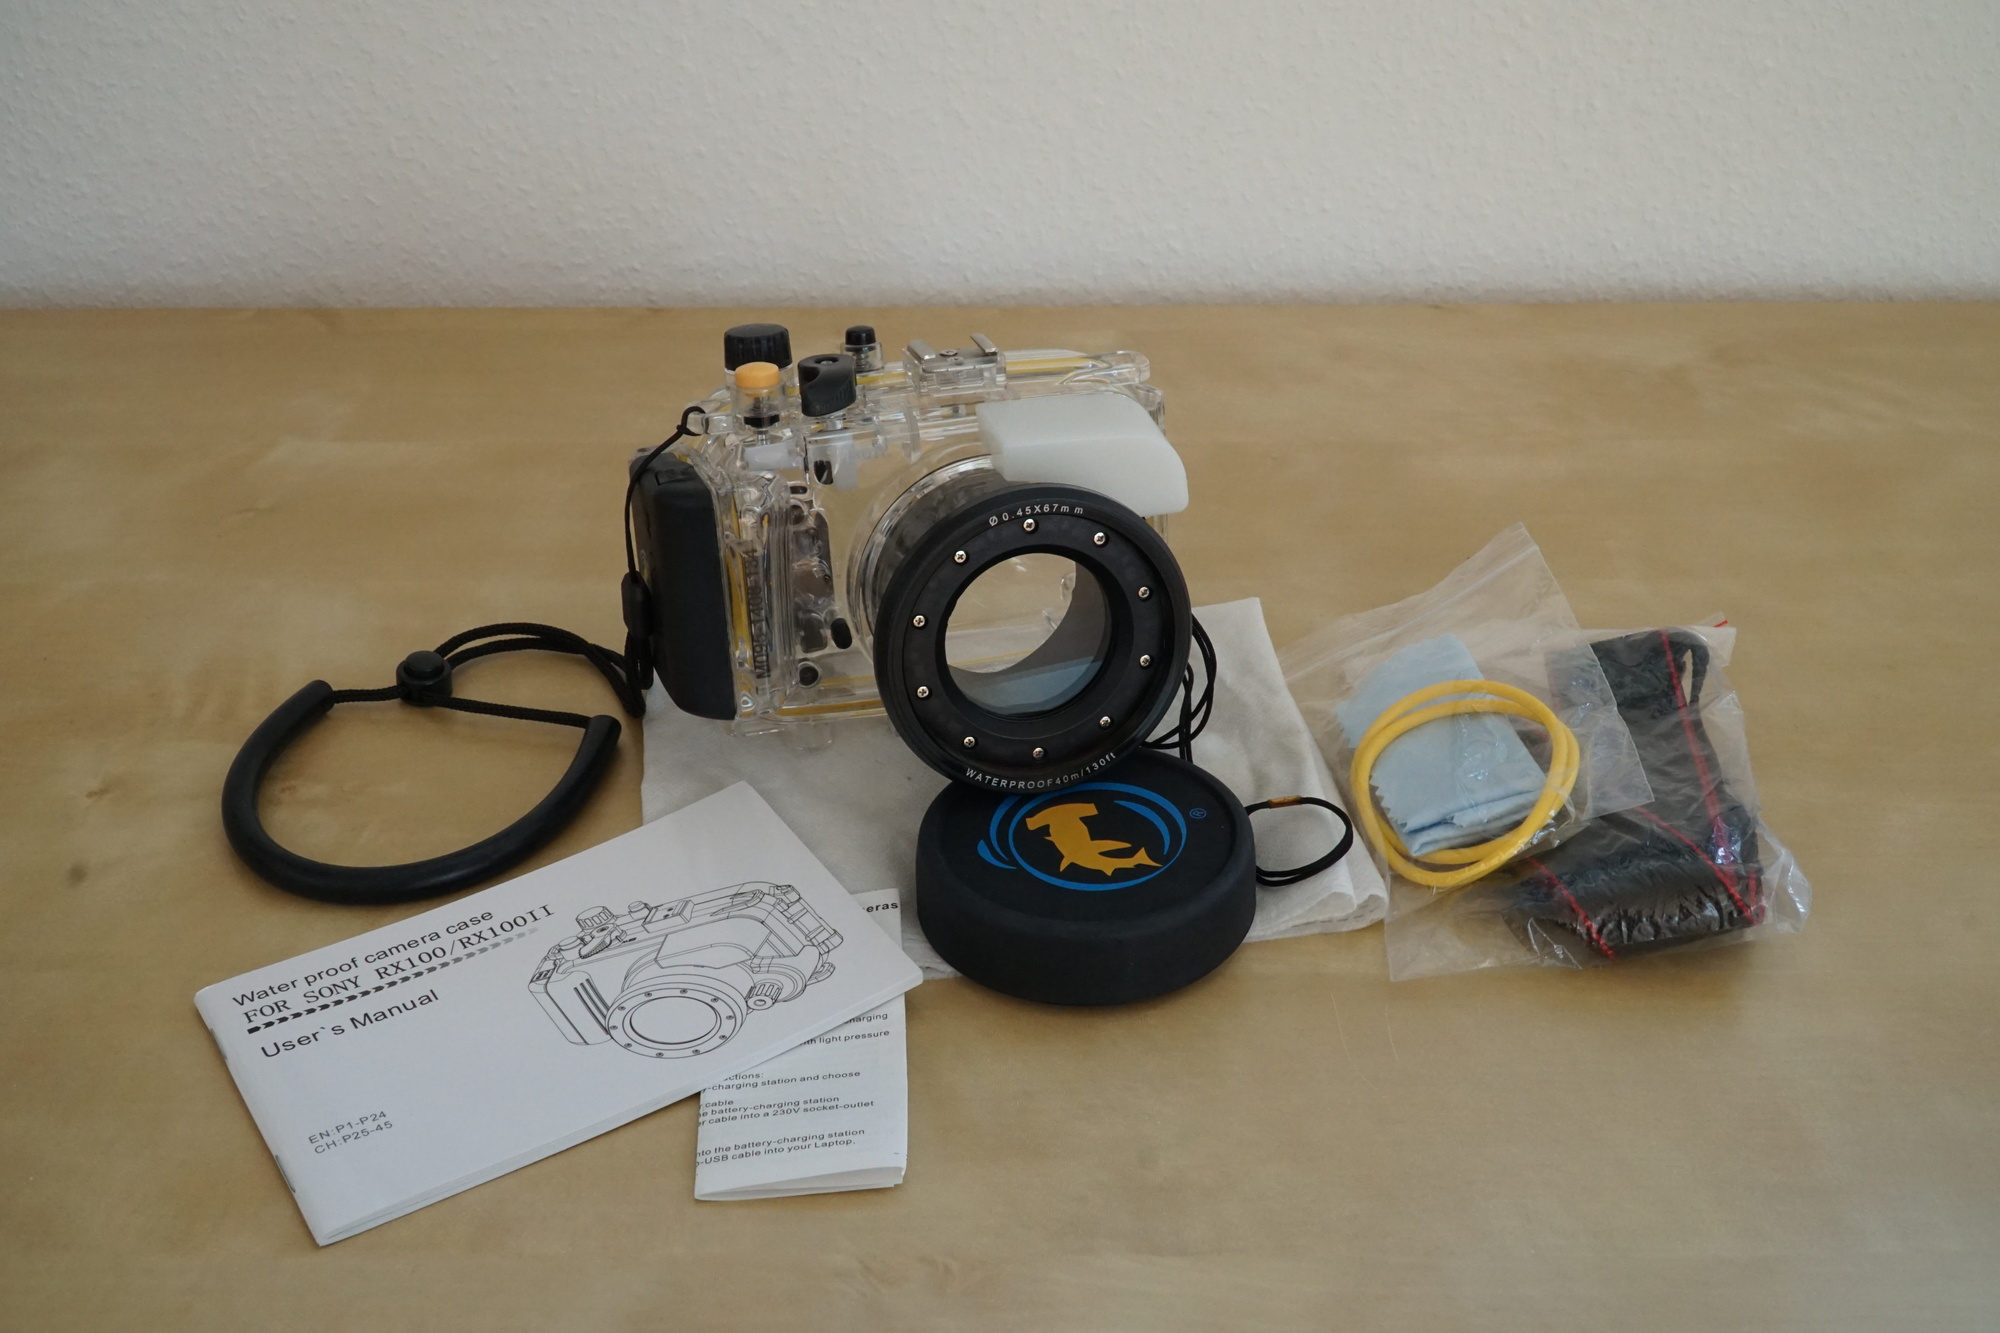 Ø0.45X67mm
WATERPROOF40m/130ft
®
Water proof camera case
FOR SONY RX100/RX100II
User`s Manual
EN:P1-P24
CH:P25-45
eras
harging
th light pressure
ctions:
y-charging station and choose
cable
e battery-charging station
er cable into a 230V socket-outlet
nto the battery-charging station
-USB cable into your Laptop.